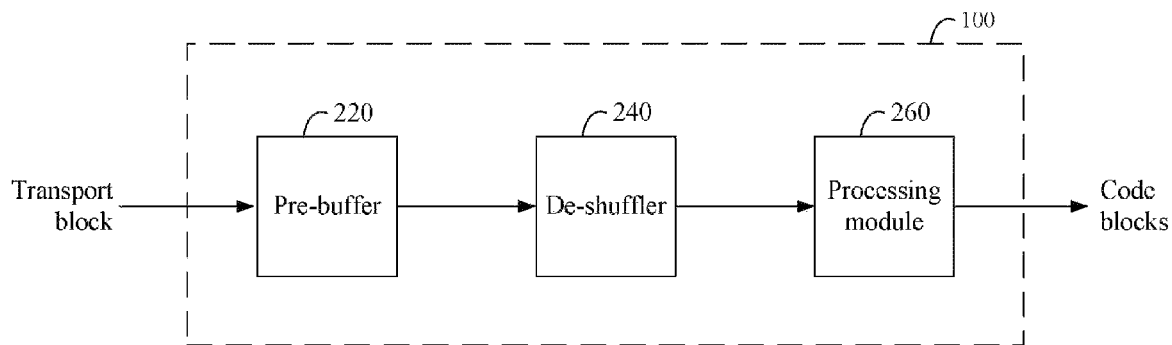 100
220
240
260
Transport
block
Pre-buffer
De-shuffler
Processing
module
Code
blocks